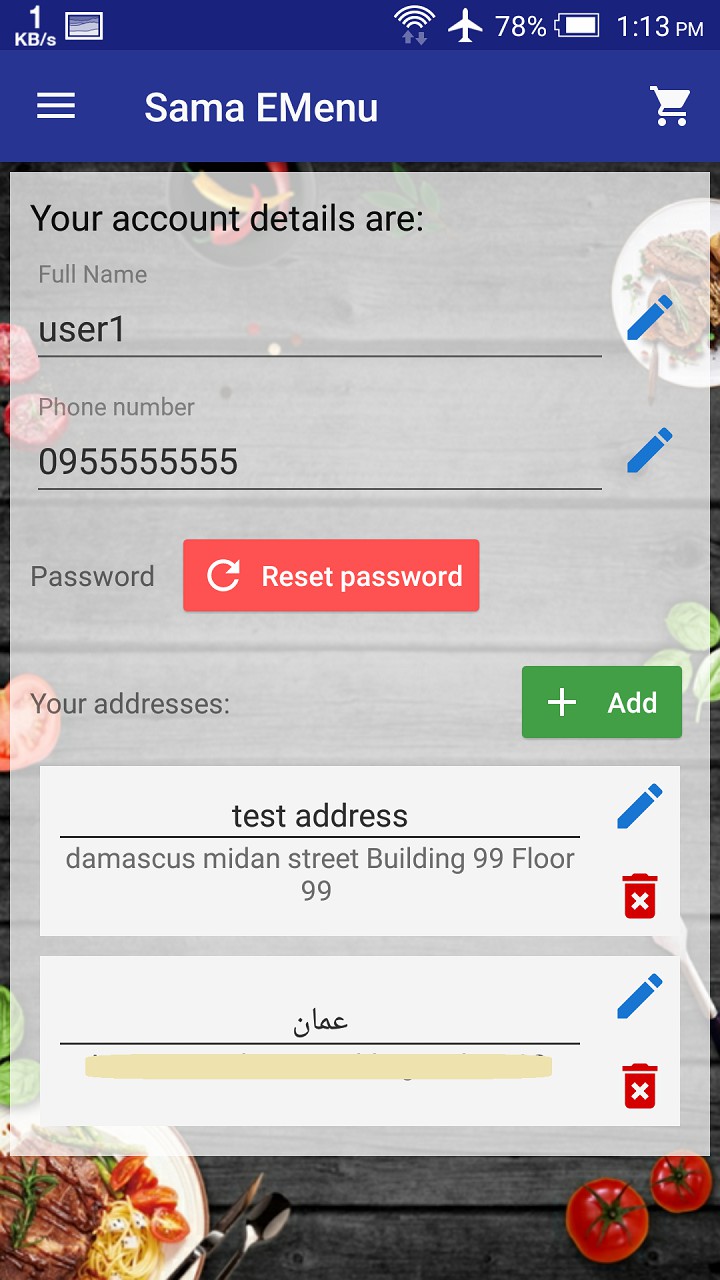 1
KB/s
78%
1:13 PM
Sama EMenu
Your account details are:
Full Name
user1
Phone number
0955555555
Password
Reset password
Your addresses:
Add
test address
damascus midan street Building 99 Floor
99
عمان